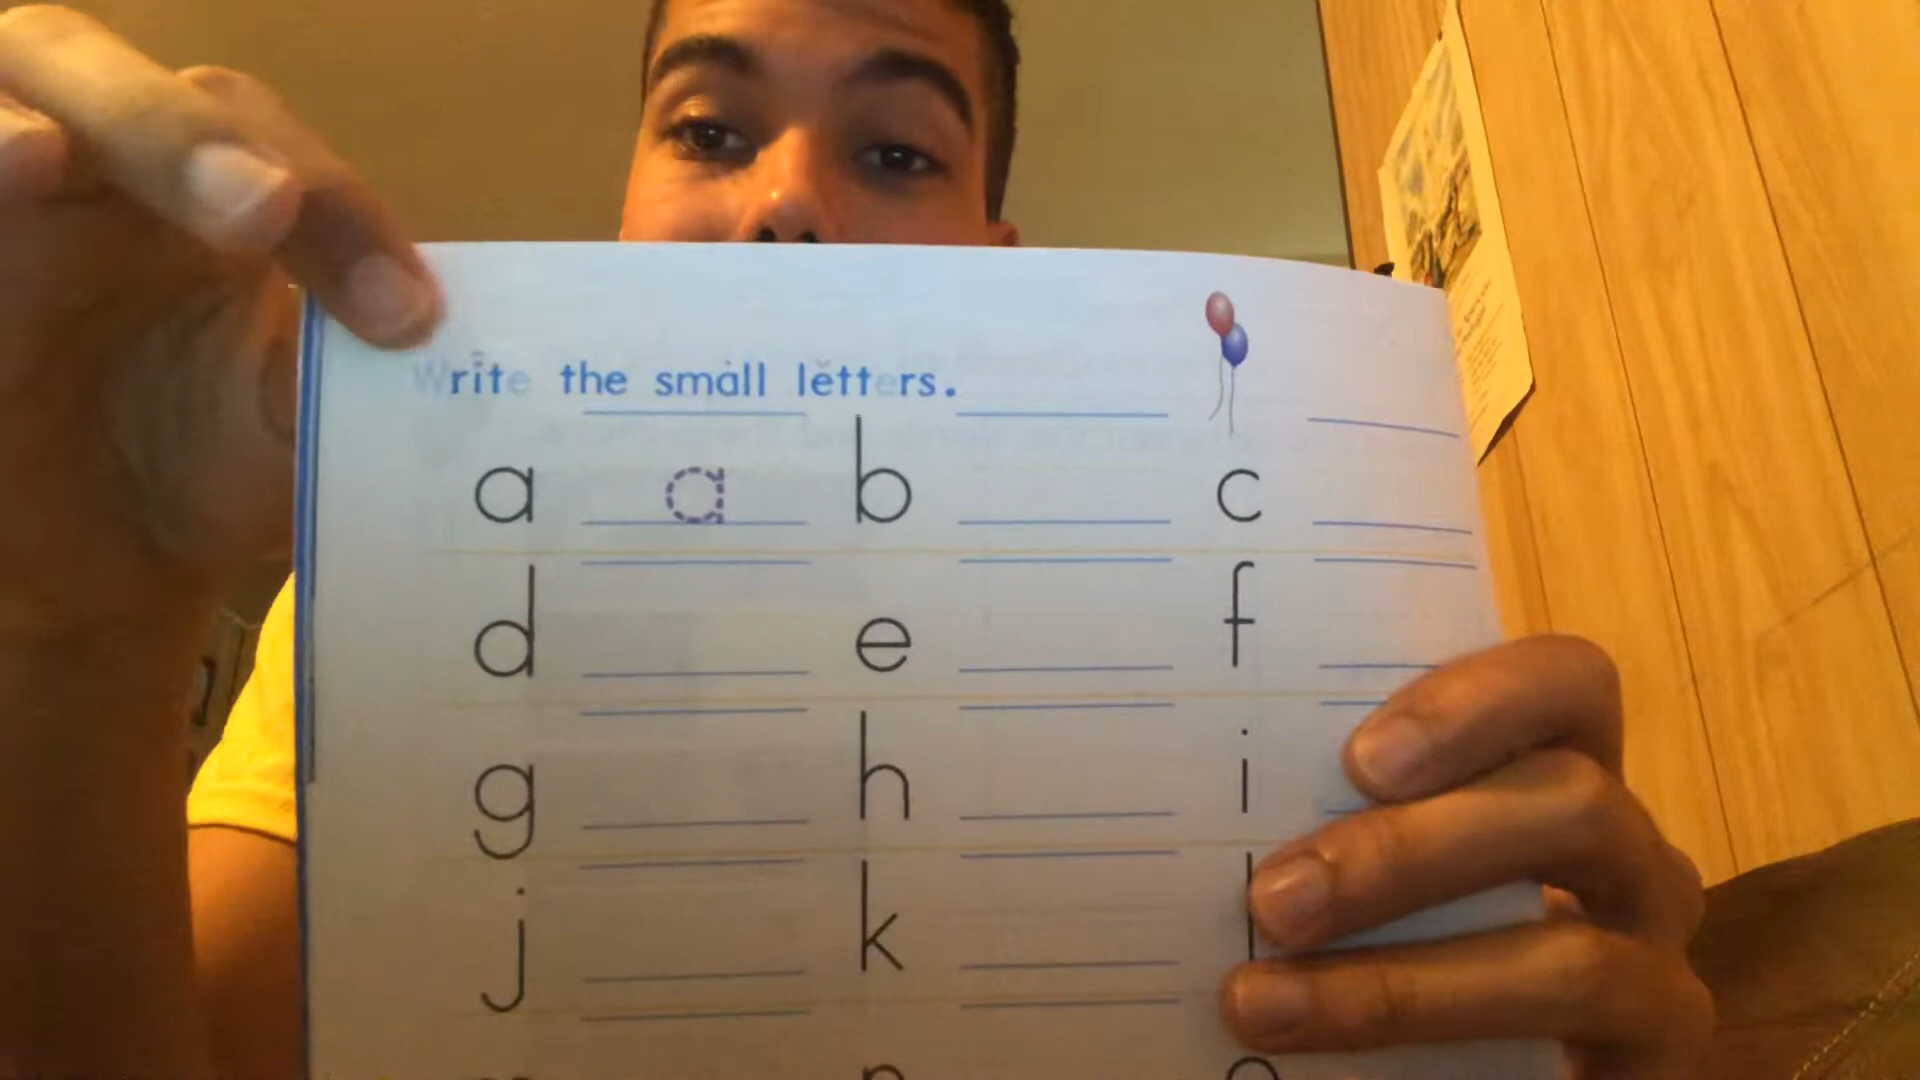 Write the small letters.
a a b c
d e f
g h i
j k l